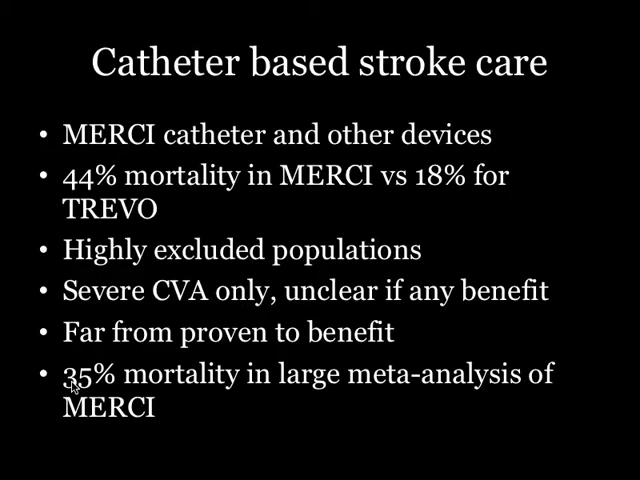 Catheter based stroke care
• MERCI catheter and other devices
• 44% mortality in MERCI vs 18% for
TREVO
• Highly excluded populations
• Severe CVA only, unclear if any benefit
• Far from proven to benefit
• 35% mortality in large meta-analysis of
MERCI